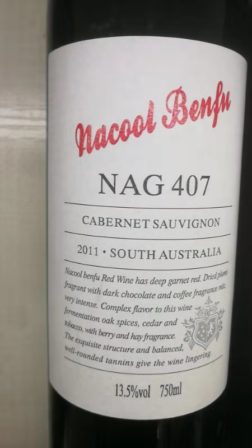 Nacool Benfu
NAG 407
CABERNET SAUVIGNON
2011 • SOUTH AUSTRALIA
Nacool benfu Red Wine has deep garnet red. Dried plums
fragrant with dark chocolate and coffee fragrance mix,
very intense. Complex flavor to this wine
fermentation oak spices, cedar and
tobacco, with berry and hay fragrance.
The exquisite structure and balanced,
well-rounded tannins give the wine lingering
13.5%vol 750ml